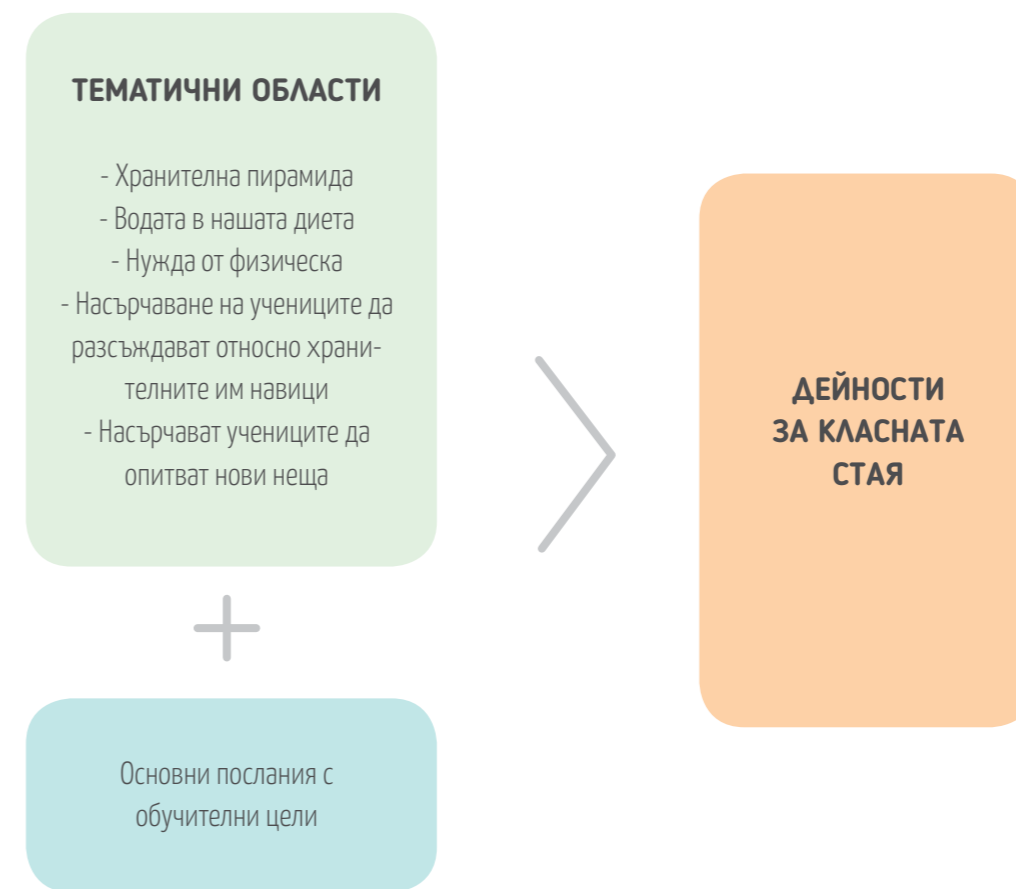 ТЕМАТИЧНИ ОБЛАСТИ
- Хранителна пирамида
- Водата в нашата диета
- Нужда от физическа
- Насърчаване на учениците да
разсъждават относно храни-
телните им навици
- Насърчават учениците да
опитват нови неща
Основни послания с
обучителни цели
ДЕЙНОСТИ
ЗА КЛАСНАТА
СТАЯ